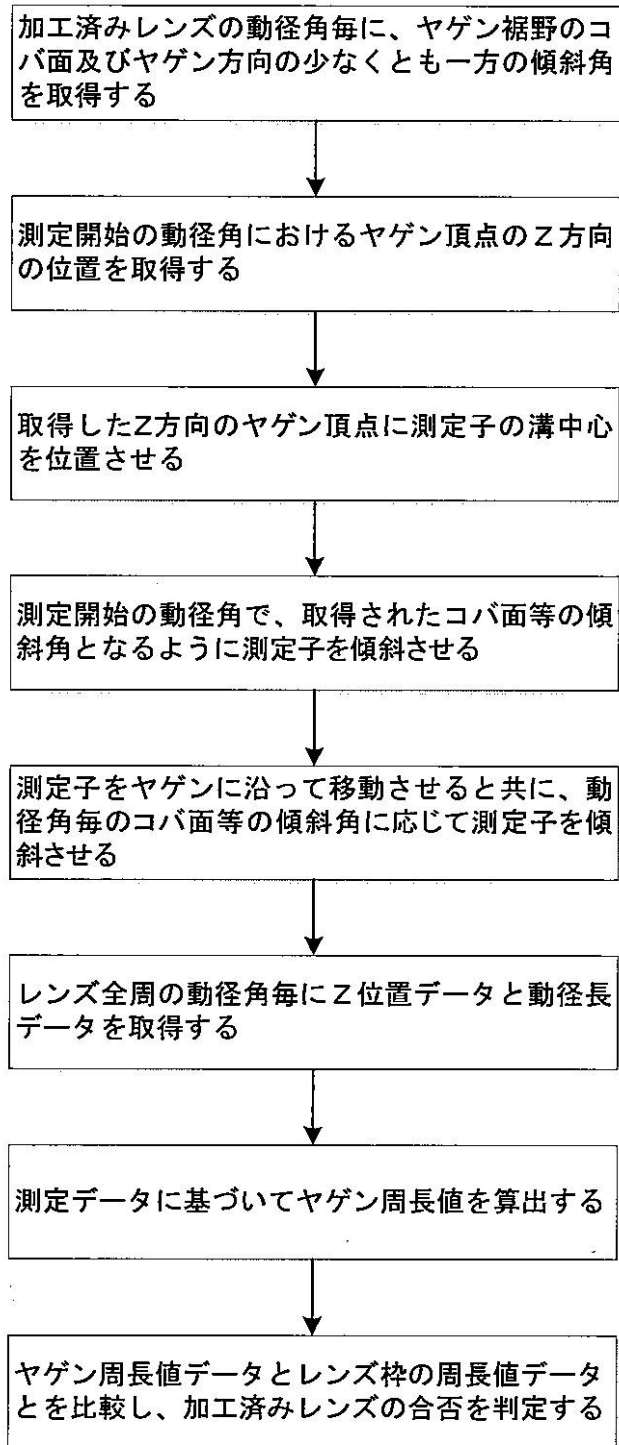 加工済みレンズの動径角毎に、ヤゲン裾野のコ
バ面及びヤゲン方向の少なくとも一方の傾斜角
を取得する
測定開始の動径角におけるヤゲン頂点のＺ方向
の位置を取得する
取得したZ方向のヤゲン頂点に測定子の溝中心
を位置させる
測定開始の動径角で、取得されたコバ面等の傾
斜角となるように測定子を傾斜させる
測定子をヤゲンに沿って移動させると共に、動
径角毎のコバ面等の傾斜角に応じて測定子を傾
斜させる
レンズ全周の動径角毎にＺ位置データと動径長
データを取得する
測定データに基づいてヤゲン周長値を算出する
ヤゲン周長値データとレンズ枠の周長値データ
とを比較し、加工済みレンズの合否を判定する